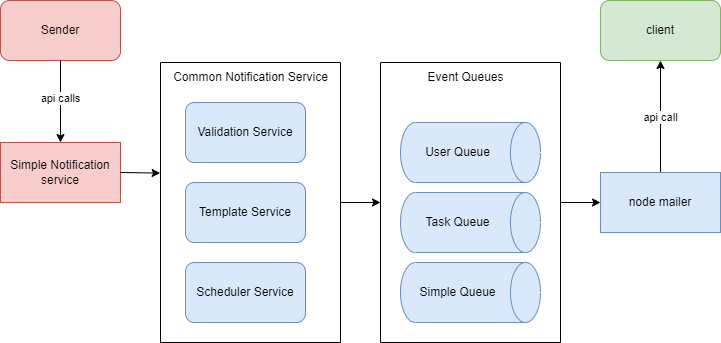 Sender
client
api calls
Common Notification Service
Event Queues
Validation Service
User Queue
api call
Simple Notification
service
Template Service
Task Queue
node mailer
Scheduler Service
Simple Queue